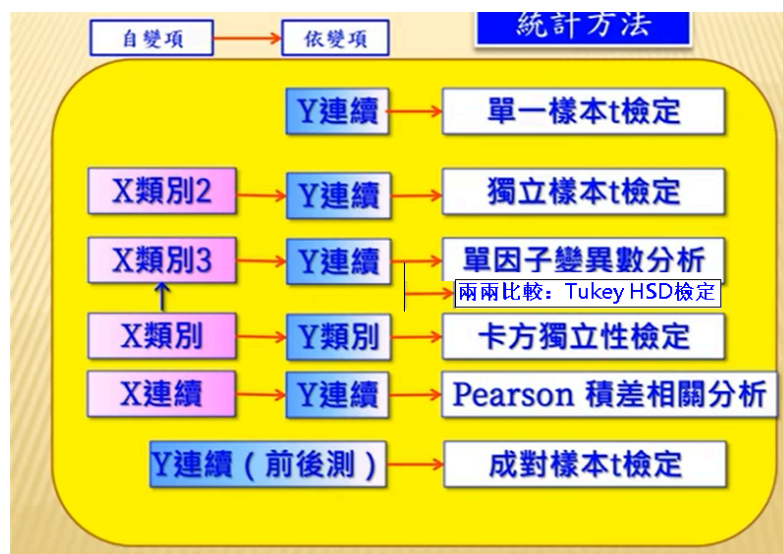 統計方法
自變項 依變項
Y連續 單一樣本t檢定
X類別2 Y連續 獨立樣本t檢定
X類別3 Y連續 單因子變異數分析
兩兩比較：Tukey HSD檢定
X類別 Y類別 卡方獨立性檢定
X連續 Y連續 Pearson 積差相關分析
Y連續（前後測） 成對樣本t檢定